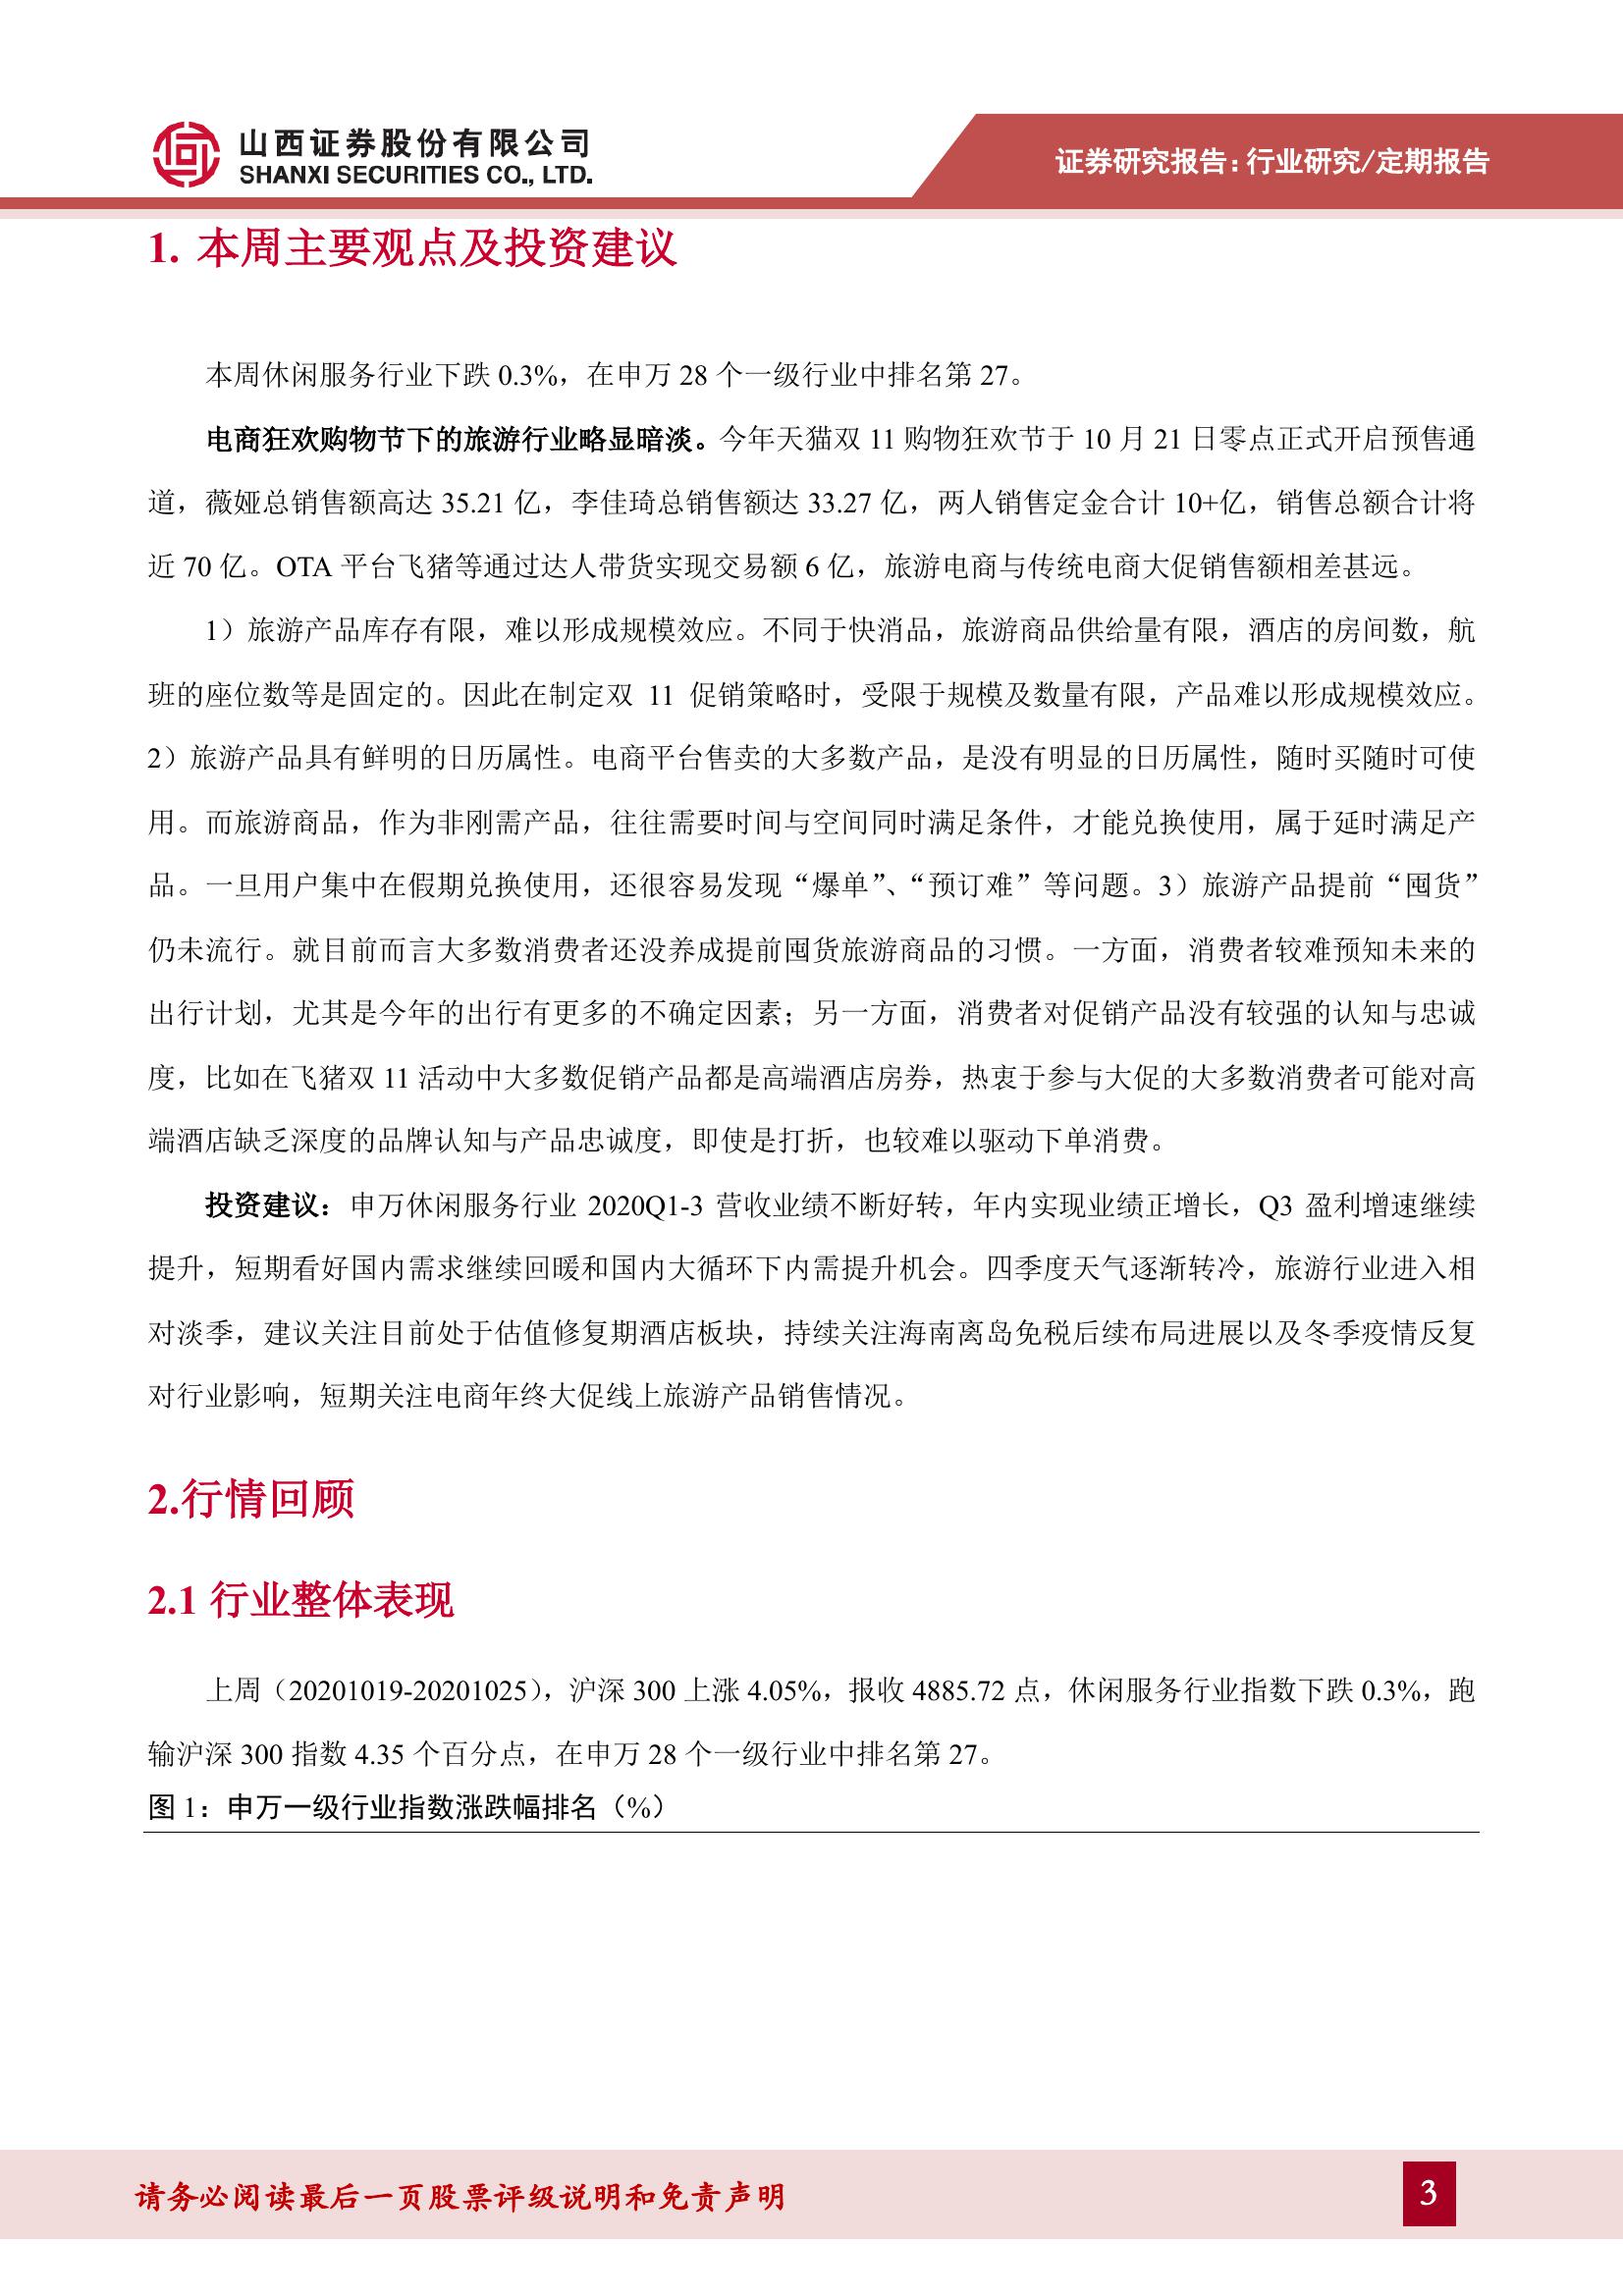 山西证券股份有限公司
SHANXI SECURITIES CO., LTD.
证券研究报告：行业研究/定期报告
1. 本周主要观点及投资建议
本周休闲服务行业下跌 0.3%，在申万 28 个一级行业中排名第 27。
电商狂欢购物节下的旅游行业略显暗淡。今年天猫双 11 购物狂欢节于 10 月 21 日零点正式开启预售通
道，薇娅总销售额高达 35.21 亿，李佳琦总销售额达 33.27 亿，两人销售定金合计 10+亿，销售总额合计将
近 70 亿。OTA 平台飞猪等通过达人带货实现交易额 6 亿，旅游电商与传统电商大促销售额相差甚远。
1）旅游产品库存有限，难以形成规模效应。不同于快消品，旅游商品供给量有限，酒店的房间数，航
班的座位数等是固定的。因此在制定双 11 促销策略时，受限于规模及数量有限，产品难以形成规模效应。
2）旅游产品具有鲜明的日历属性。电商平台售卖的大多数产品，是没有明显的日历属性，随时买随时可使
用。而旅游商品，作为非刚需产品，往往需要时间与空间同时满足条件，才能兑换使用，属于延时满足产
品。一旦用户集中在假期兑换使用，还很容易发现“爆单”、“预订难”等问题。3）旅游产品提前“囤货”
仍未流行。就目前而言大多数消费者还没养成提前囤货旅游商品的习惯。一方面，消费者较难预知未来的
出行计划，尤其是今年的出行有更多的不确定因素；另一方面，消费者对促销产品没有较强的认知与忠诚
度，比如在飞猪双 11 活动中大多数促销产品都是高端酒店房券，热衷于参与大促的大多数消费者可能对高
端酒店缺乏深度的品牌认知与产品忠诚度，即使是打折，也较难以驱动下单消费。
投资建议：申万休闲服务行业 2020Q1-3 营收业绩不断好转，年内实现业绩正增长，Q3 盈利增速继续
提升，短期看好国内需求继续回暖和国内大循环下内需提升机会。四季度天气逐渐转冷，旅游行业进入相
对淡季，建议关注目前处于估值修复期酒店板块，持续关注海南离岛免税后续布局进展以及冬季疫情反复
对行业影响，短期关注电商年终大促线上旅游产品销售情况。
2.行情回顾
2.1 行业整体表现
上周（20201019-20201025），沪深 300 上涨 4.05%，报收 4885.72 点，休闲服务行业指数下跌 0.3%，跑
输沪深 300 指数 4.35 个百分点，在申万 28 个一级行业中排名第 27。
图 1：申万一级行业指数涨跌幅排名（%）
请务必阅读最后一页股票评级说明和免责声明
3